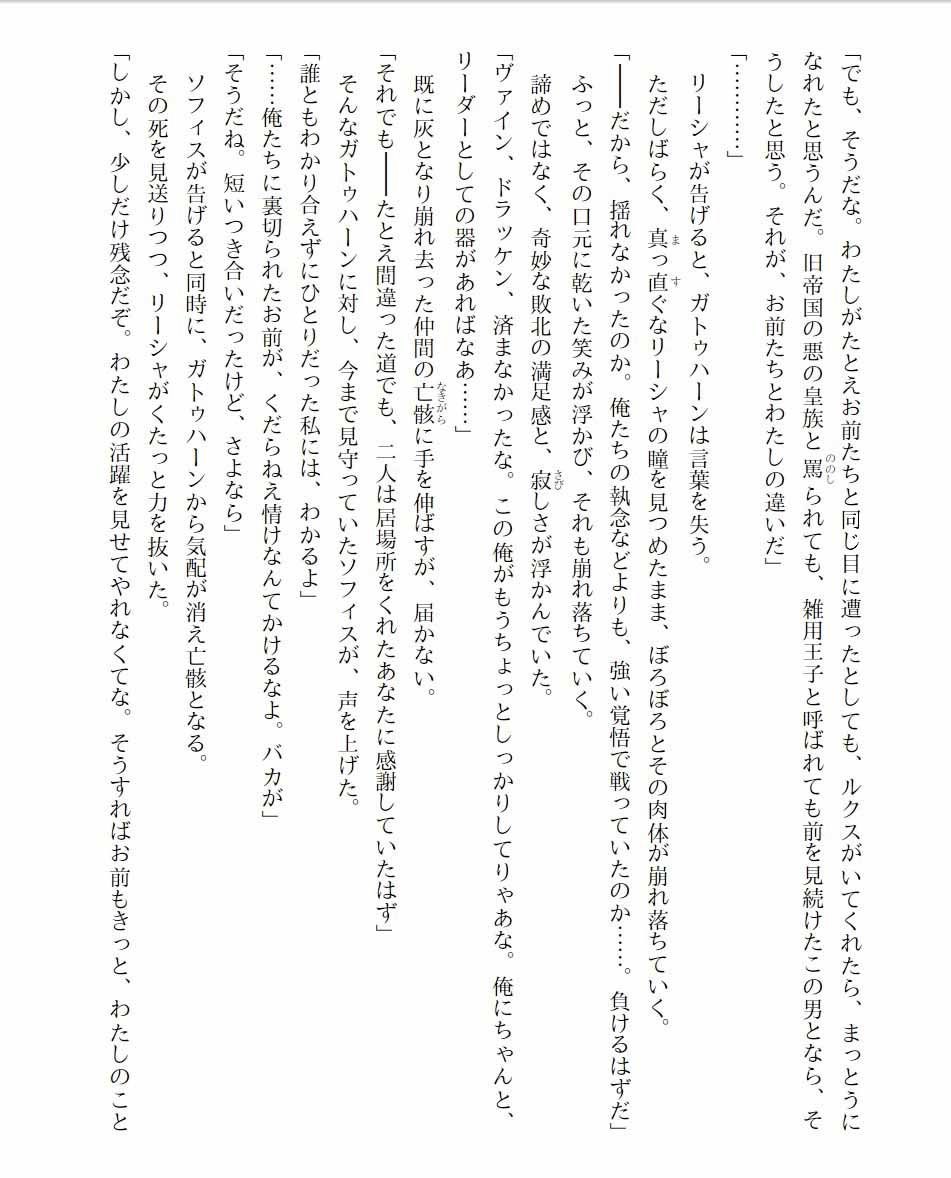 「でも、そうだな。わたしがたとえお前たちと同じ目に遭ったとしても、ルクスがいてくれたら、まっとうに
なれたと思うんだ。旧帝国の悪の皇族と罵られても、雑用王子と呼ばれても前を見続けたこの男となら、そ
うしたと思う。それが、お前たちとわたしの違いだ」
「…………」
リーシャが告げると、ガトゥハーンは言葉を失う。
ただしばらく、真っ直ぐなリーシャの瞳を見つめたまま、ぼろぼろとその肉体が崩れ落ちていく。
「――だから、揺れなかったのか。俺たちの執念などよりも、強い覚悟で戦っていたのか……。負けるはずだ」
ふっと、その口元に乾いた笑みが浮かび、それも崩れ落ちていく。
諦めではなく、奇妙な敗北の満足感と、寂しさが浮かんでいた。
「ヴァイン、ドラッケン、済まなかったな。この俺がもうちょっとしっかりしてりゃあな。俺にちゃんと、
リーダーとしての器があればなあ……」
既に灰となり崩れ去った仲間の亡骸に手を伸ばすが、届かない。
「それでも――たとえ間違った道でも、二人は居場所をくれたあなたに感謝していたはず」
そんなガトゥハーンに対し、今まで見守っていたソフィスが、声を上げた。
「誰ともわかり合えずにひとりだった私には、わかるよ」
「……俺たちに裏切られたお前が、くだらねえ情けなんてかけるなよ。バカが」
「そうだね。短いつき合いだったけど、さよなら」
ソフィスが告げると同時に、ガトゥハーンから気配が消え亡骸となる。
その死を見送りつつ、リーシャがくたっと力を抜いた。
「しかし、少しだけ残念だぞ。わたしの活躍を見せてやれなくてな。そうすればお前もきっと、わたしのこと